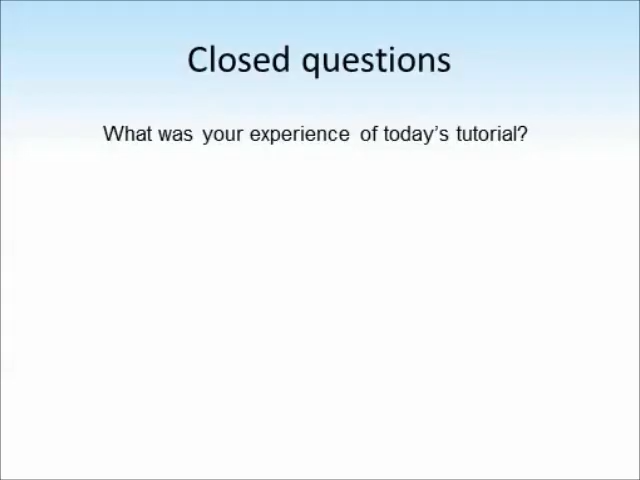 Closed questions
What was your experience of today’s tutorial?